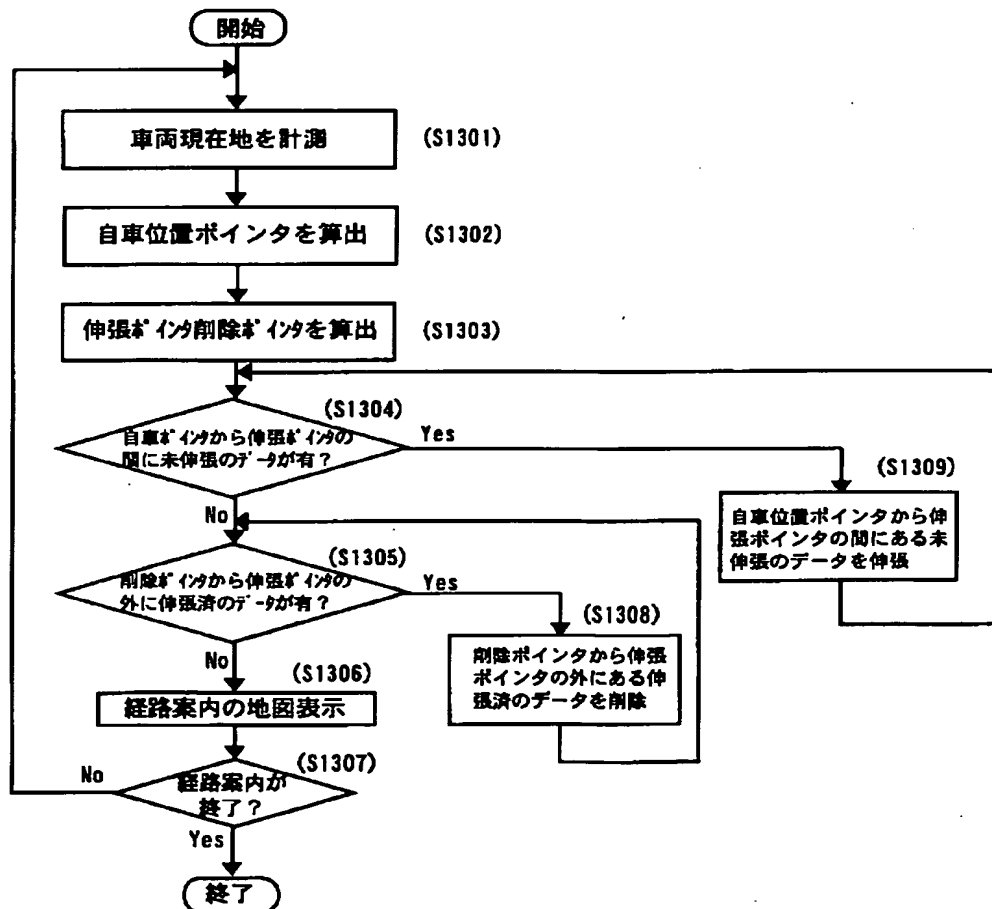 開始
車両現在地を計測
(S1301)
自車位置ポインタを算出
(S1302)
伸張ﾎﾟｲﾝﾀ削除ﾎﾟｲﾝﾀを算出
(S1303)
(S1304)
自車ﾎﾟｲﾝﾀから伸張ﾎﾟｲﾝﾀの
間に未伸張のﾃﾞｰﾀが有？
Yes
No
(S1309)
自車位置ポインタから伸
張ポインタの間にある未
伸張のデータを伸張
(S1305)
削除ﾎﾟｲﾝﾀから伸張ﾎﾟｲﾝﾀの
外に伸張済のﾃﾞｰﾀが有？
Yes
No
(S1308)
削除ポインタから伸張
ポインタの外にある伸
張済のデータを削除
(S1306)
経路案内の地図表示
(S1307)
経路案内が
終了？
No
Yes
終了